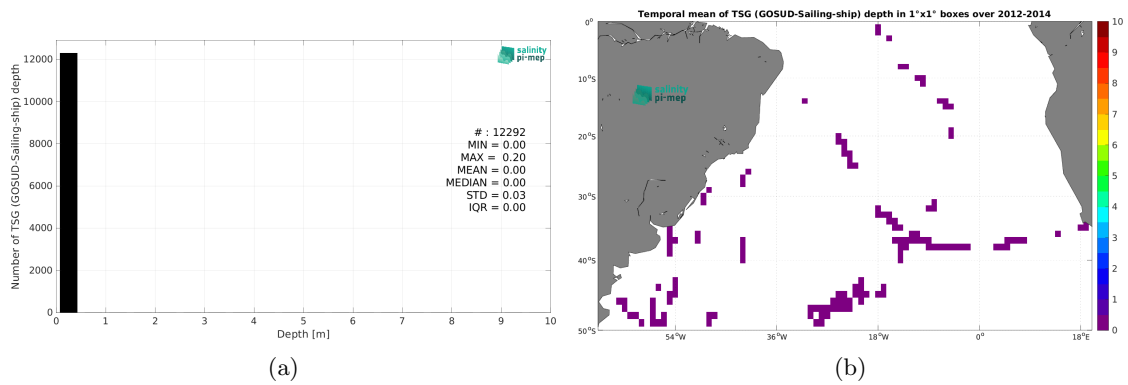 Number of TSG (GOSUD-Sailing-ship) depth
12000
10000
8000
6000
4000
2000
0
0 1 2 3 4 5 6 7 8 9 10
Depth [m]
salinity
pi-mep
# : 12292
MIN = 0.00
MAX = 0.20
MEAN = 0.00
MEDIAN = 0.00
STD = 0.03
IQR = 0.00
(a)
Temporal mean of TSG (GOSUD-Sailing-ship) depth in 1°x1° boxes over 2012-2014
0°
10°S
20°S
30°S
40°S
50°S
54°W 36°W 18°W 0° 18°E
salinity
pi-mep
10
9
8
7
6
5
4
3
2
1
0
(b)